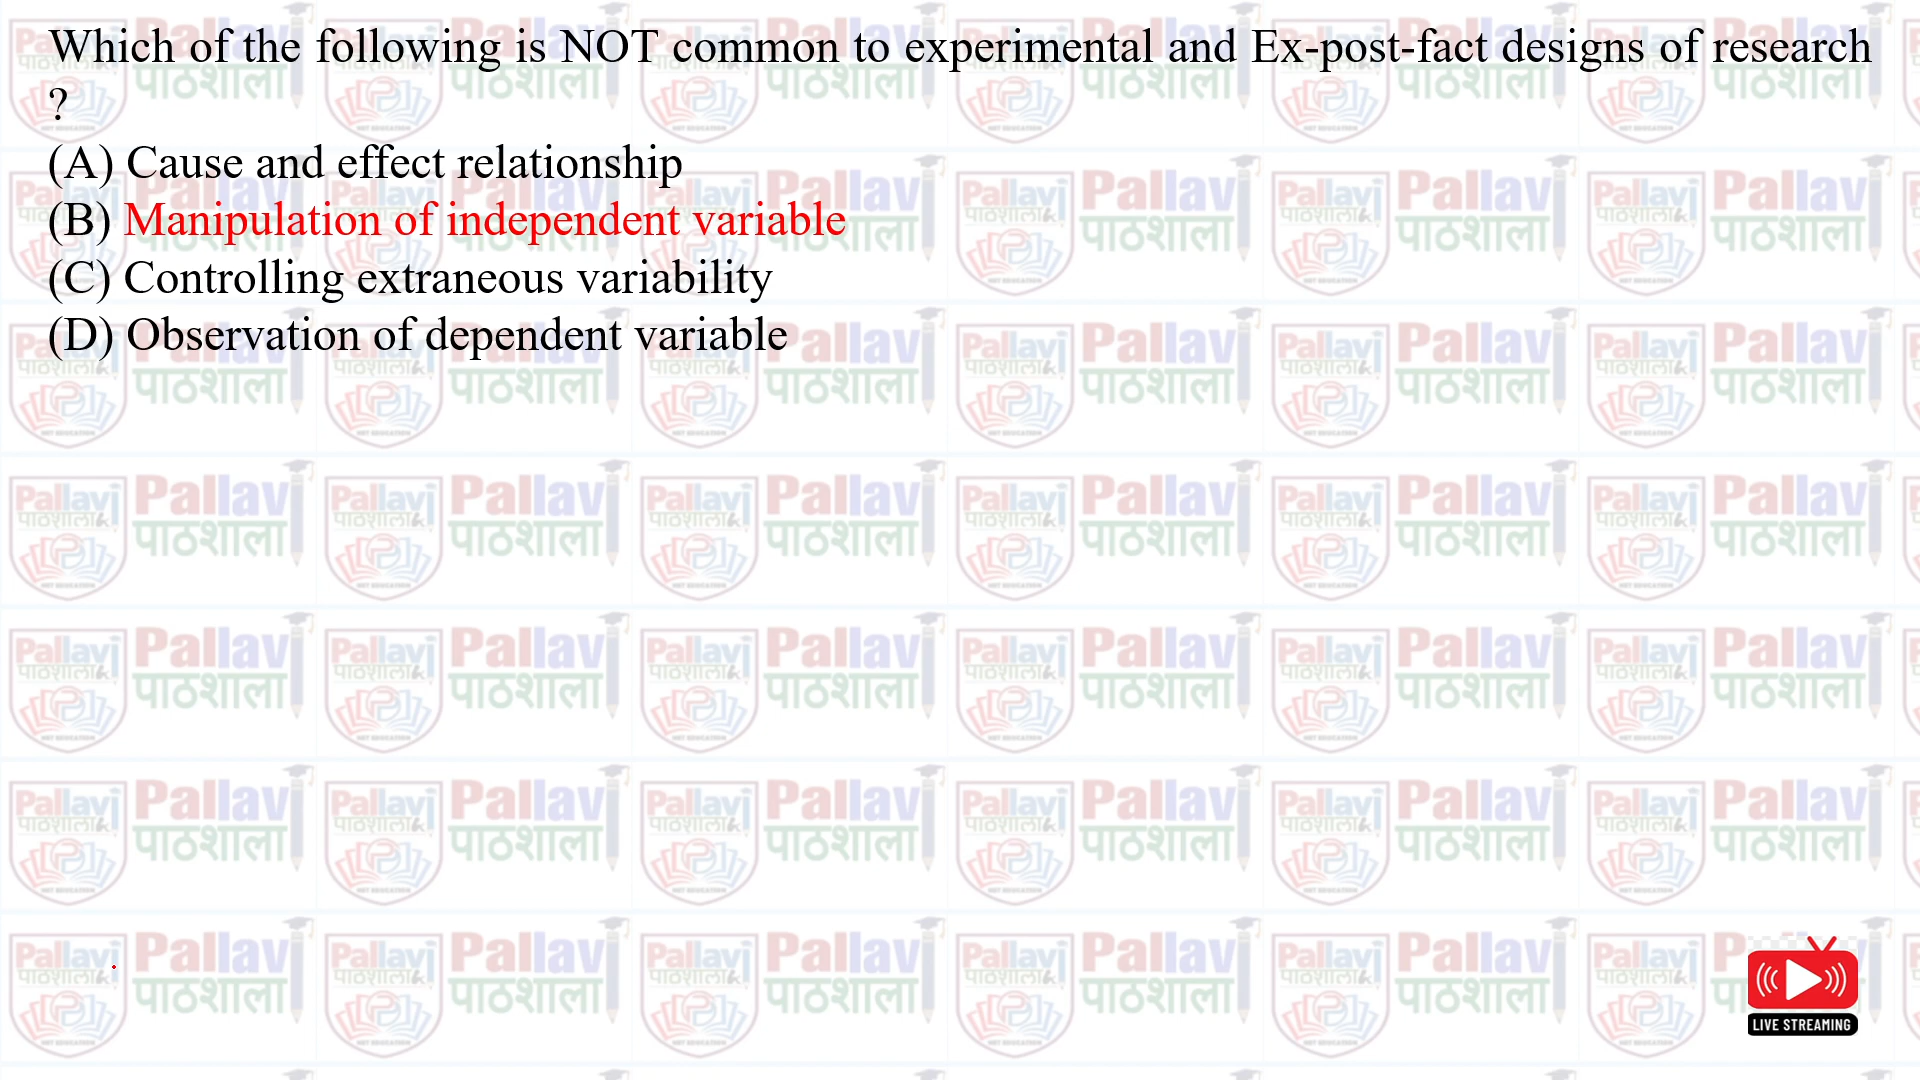 Which of the following is NOT common to experimental and Ex-post-fact designs of research
?
(A) Cause and effect relationship
(B) Manipulation of independent variable
(C) Controlling extraneous variability
(D) Observation of dependent variable
Pallavi पाठशाला
LIVE STREAMING